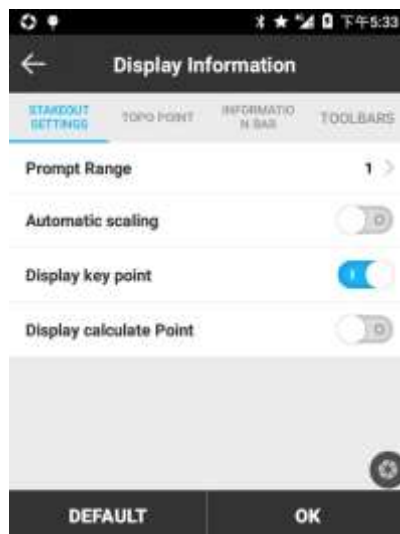 下午5:33
Display Information
STAKEOUT
SETTINGS
TOPO POINT
INFORMATIO
N BAR
TOOLBARS
Prompt Range
1
Automatic scaling
Display key point
Display calculate Point
DEFAULT
OK